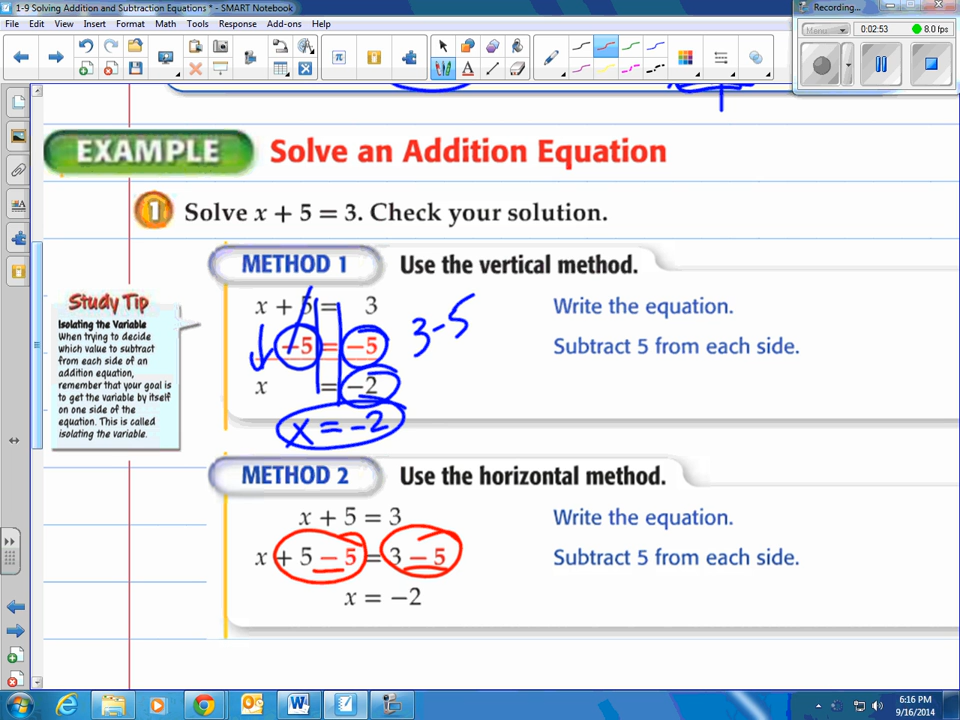 1-9 Solving Addition and Subtraction Equations * - SMART Notebook
Recording...
File Edit View Insert Format Math Tools Response Add-ons Help
Menu 0:02:53 8.0 fps
EXAMPLE Solve an Addition Equation
1 Solve x + 5 = 3. Check your solution.
METHOD 1 Use the vertical method.
x + 5 = 3 Write the equation.
−5 = −5 Subtract 5 from each side.
3-5
x = −2
x = -2
Study Tip
Isolating the Variable
When trying to decide
which value to subtract
from each side of an
addition equation,
remember that your goal is
to get the variable by itself
on one side of the
equation. This is called
isolating the variable.
METHOD 2 Use the horizontal method.
x + 5 = 3 Write the equation.
x + 5 − 5 = 3 − 5 Subtract 5 from each side.
x = −2
6:16 PM
9/16/2014